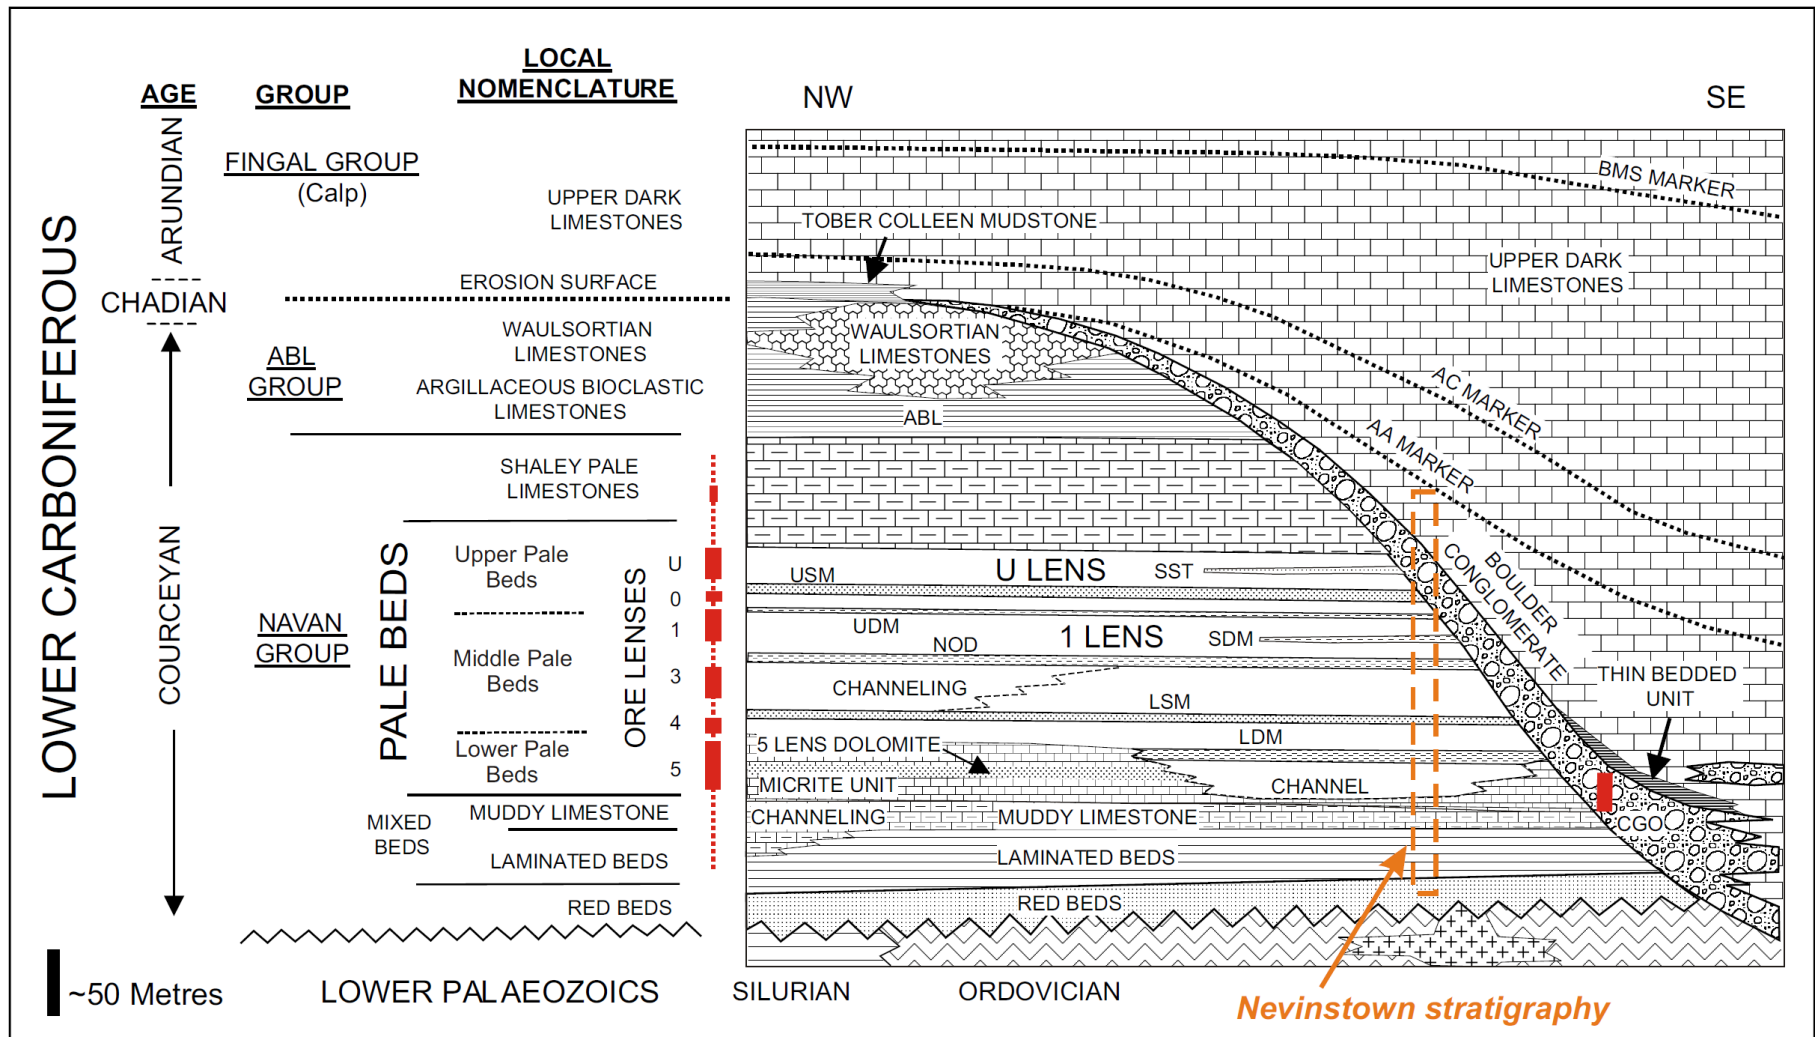 LOWER CARBONIFEROUS
AGE
ARUNDIAN
CHADIAN
COURCEYAN
GROUP
FINGAL GROUP
(Calp)
ABL
GROUP
NAVAN
GROUP
LOCAL
NOMENCLATURE
UPPER DARK
LIMESTONES
EROSION SURFACE
WAULSORTIAN
LIMESTONES
ARGILLACEOUS BIOCLASTIC
LIMESTONES
SHALEY PALE
LIMESTONES
PALE BEDS
Upper Pale
Beds
Middle Pale
Beds
Lower Pale
Beds
ORE LENSES
U
0
1
3
4
5
MIXED
BEDS
MUDDY LIMESTONE
LAMINATED BEDS
RED BEDS
~50 Metres
LOWER PALAEOZOICS
NW
SE
BMS MARKER
TOBER COLLEEN MUDSTONE
UPPER DARK
LIMESTONES
WAULSORTIAN
LIMESTONES
ABL
AC MARKER
AA MARKER
BOULDER
CONGLOMERATE
U LENS
SST
USM
UDM
1 LENS
SDM
NOD
CHANNELING
LSM
THIN BEDDED
UNIT
LDM
5 LENS DOLOMITE
MICRITE UNIT
CHANNEL
CHANNELING
MUDDY LIMESTONE
CGO
LAMINATED BEDS
RED BEDS
SILURIAN
ORDOVICIAN
Nevinstown stratigraphy